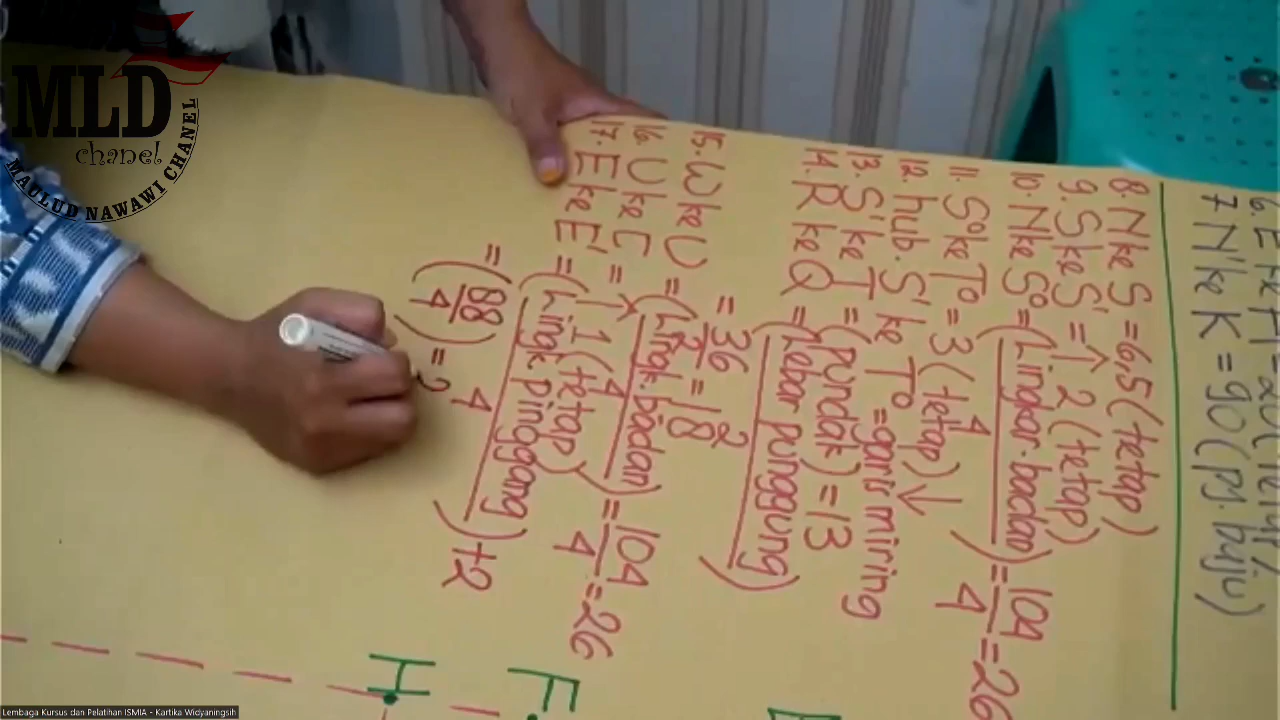 MLD
chanel
MAULUD NAWAWI CHANEL
7 N' ke K = 90 (pj. baju)
8. N ke S = 6,5 (tetap)
9. S ke S' = ↑ 2 (tetap)
10. N ke S° = (Lingkar badan / 4) = 104/4 = 26
11. S° ke T° = 3 (tetap) ↓
12. hub. S' ke T° = garis miring
13. S' ke T = (pundak) = 13
14. R ke Q = (Lebar punggung / 2)
= 36/2 = 18
15. W ke U = (Lingk. badan / 4) = 104/4 = 26
16. U ke C = ↑ 1 (tetap)
17. E ke E' = (Lingk. pinggang / 4) + 2
= (88/4) = 2
F
H
Lembaga Kursus dan Pelatihan ISMIA - Kartika Widyaningsih